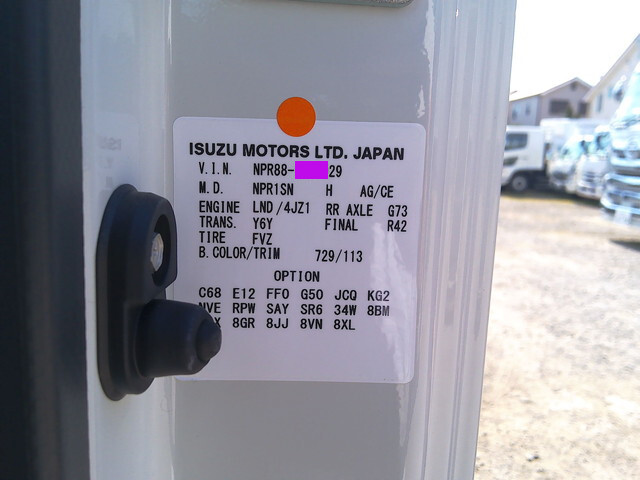 ISUZU MOTORS LTD. JAPAN
V.I.N. NPR88- 29
M.D. NPR1SN H AG/CE
ENGINE LND/4JZ1 RR AXLE G73
TRANS. Y6Y FINAL R42
TIRE FVZ
B.COLOR/TRIM 729/113
OPTION
C68 E12 FF0 G50 JCQ KG2
RPW SAY SR6 34W 8BM
8GR 8JJ 8VN 8XL